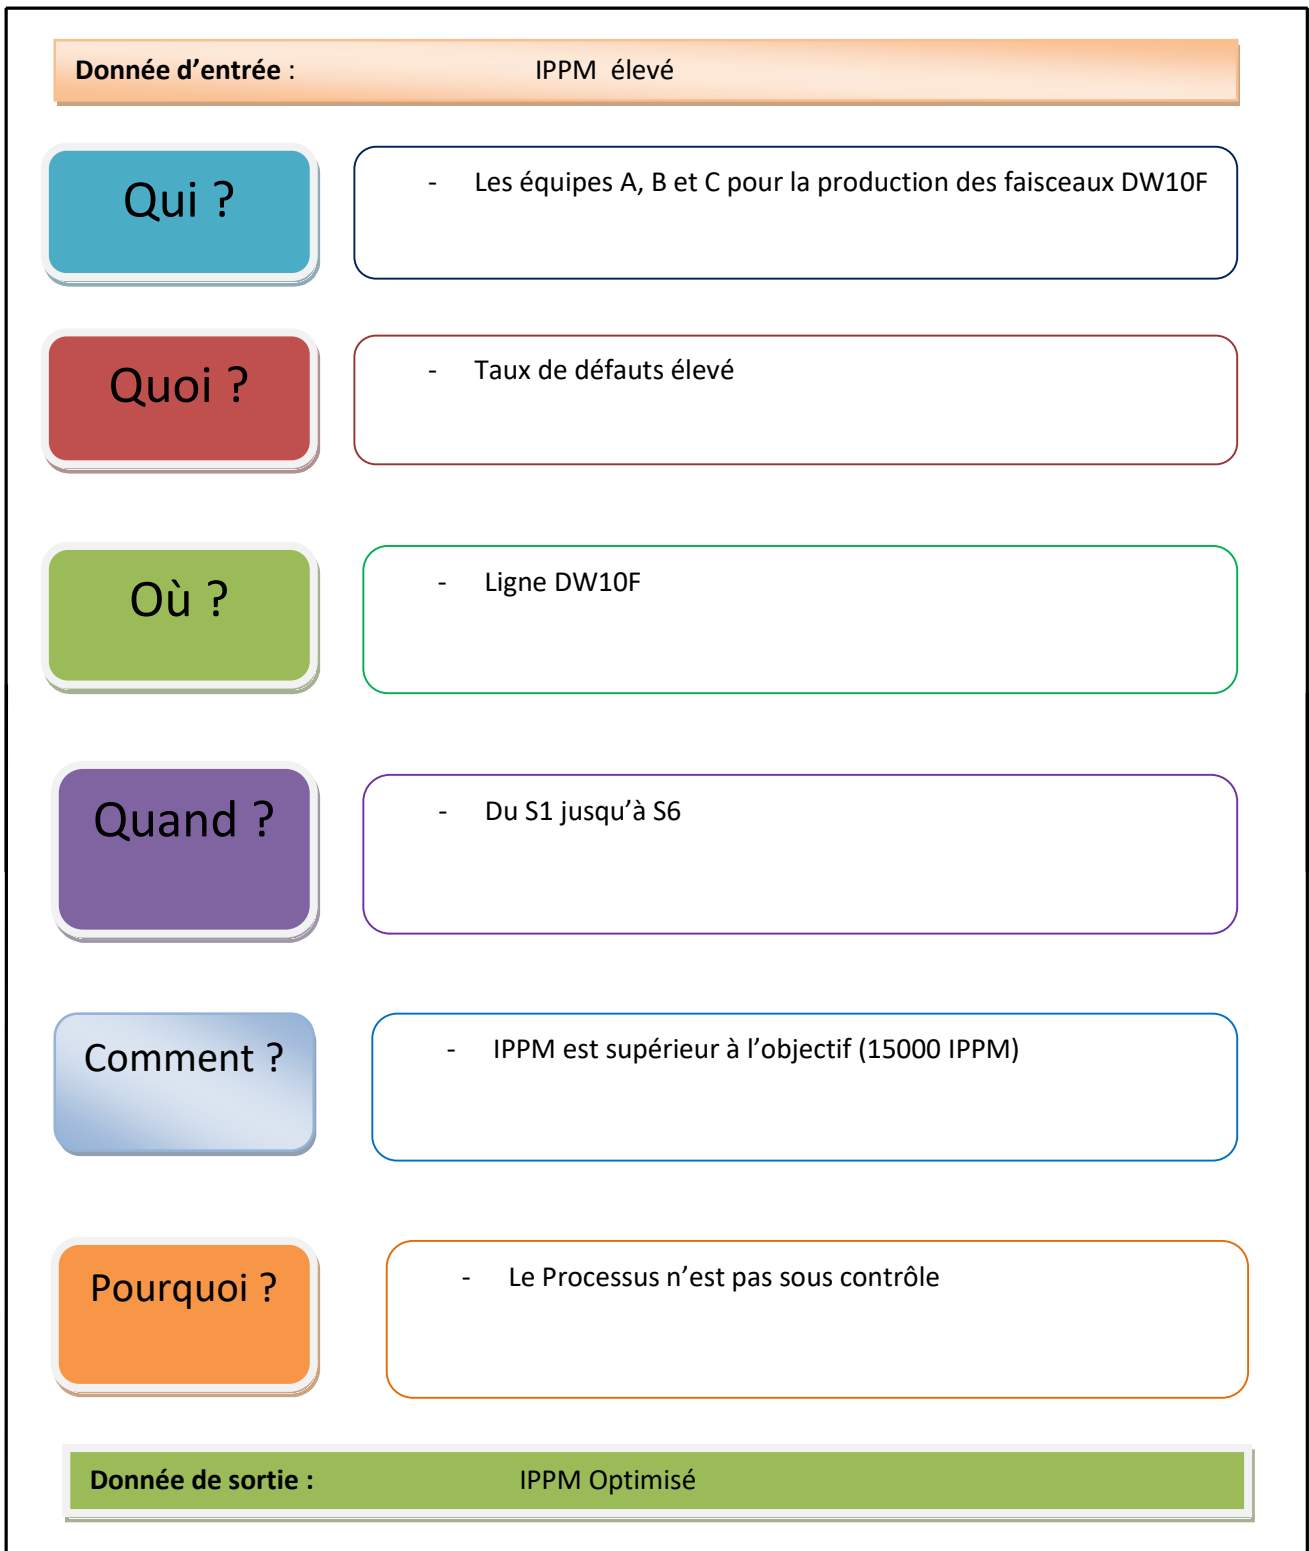 Donnée d’entrée : IPPM élevé
Qui ?
- Les équipes A, B et C pour la production des faisceaux DW10F
Quoi ?
- Taux de défauts élevé
Où ?
- Ligne DW10F
Quand ?
- Du S1 jusqu’à S6
Comment ?
- IPPM est supérieur à l’objectif (15000 IPPM)
Pourquoi ?
- Le Processus n’est pas sous contrôle
Donnée de sortie : IPPM Optimisé